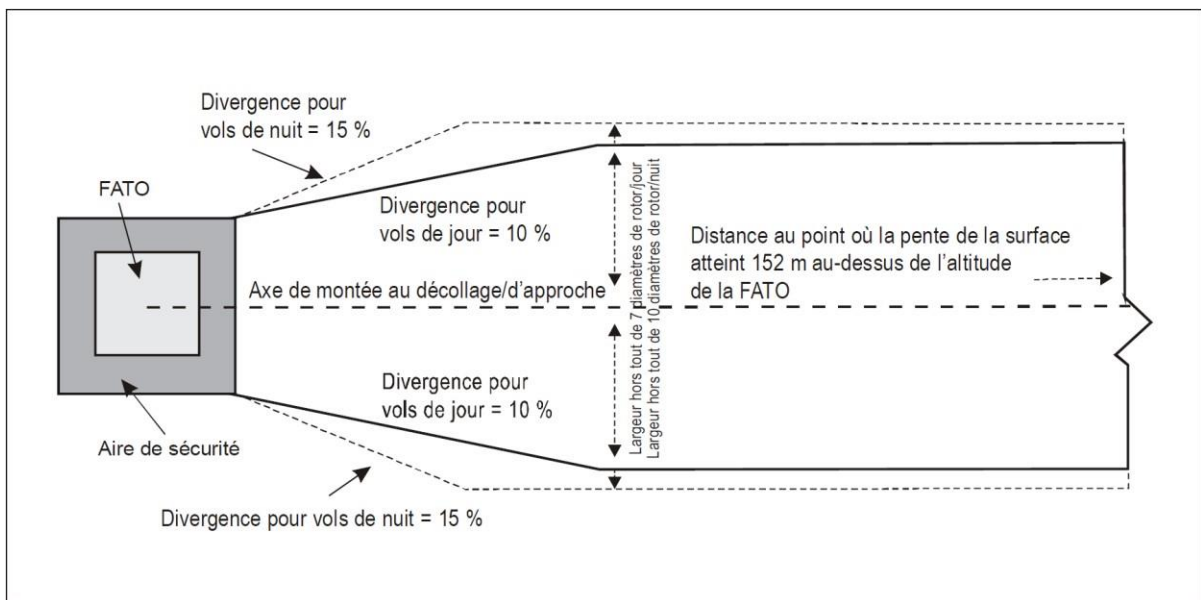 Divergence pour
vols de nuit = 15 %
FATO
Divergence pour
vols de jour = 10 %
Largeur hors tout de 7 diamètres de rotor/jour
Largeur hors tout de 10 diamètres de rotor/nuit
Distance au point où la pente de la surface
atteint 152 m au-dessus de l'altitude
de la FATO
Axe de montée au décollage/d'approche
Divergence pour
vols de jour = 10 %
Aire de sécurité
Divergence pour vols de nuit = 15 %